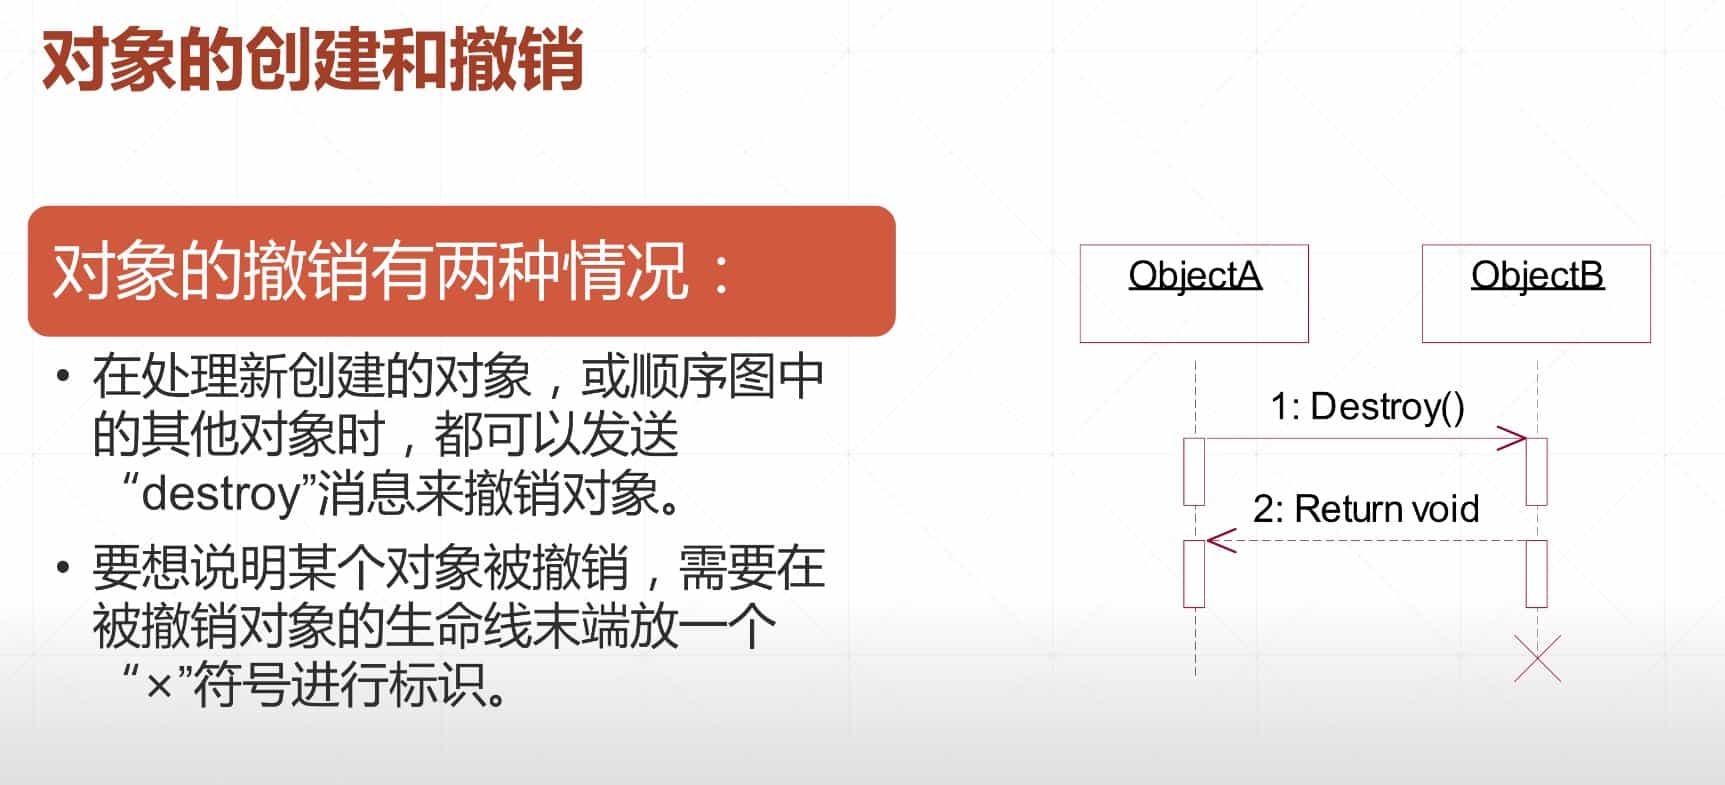 对象的创建和撤销
对象的撤销有两种情况：
• 在处理新创建的对象，或顺序图中
的其他对象时，都可以发送
“destroy”消息来撤销对象。
• 要想说明某个对象被撤销，需要在
被撤销对象的生命线末端放一个
“×”符号进行标识。
ObjectA
ObjectB
1: Destroy()
2: Return void